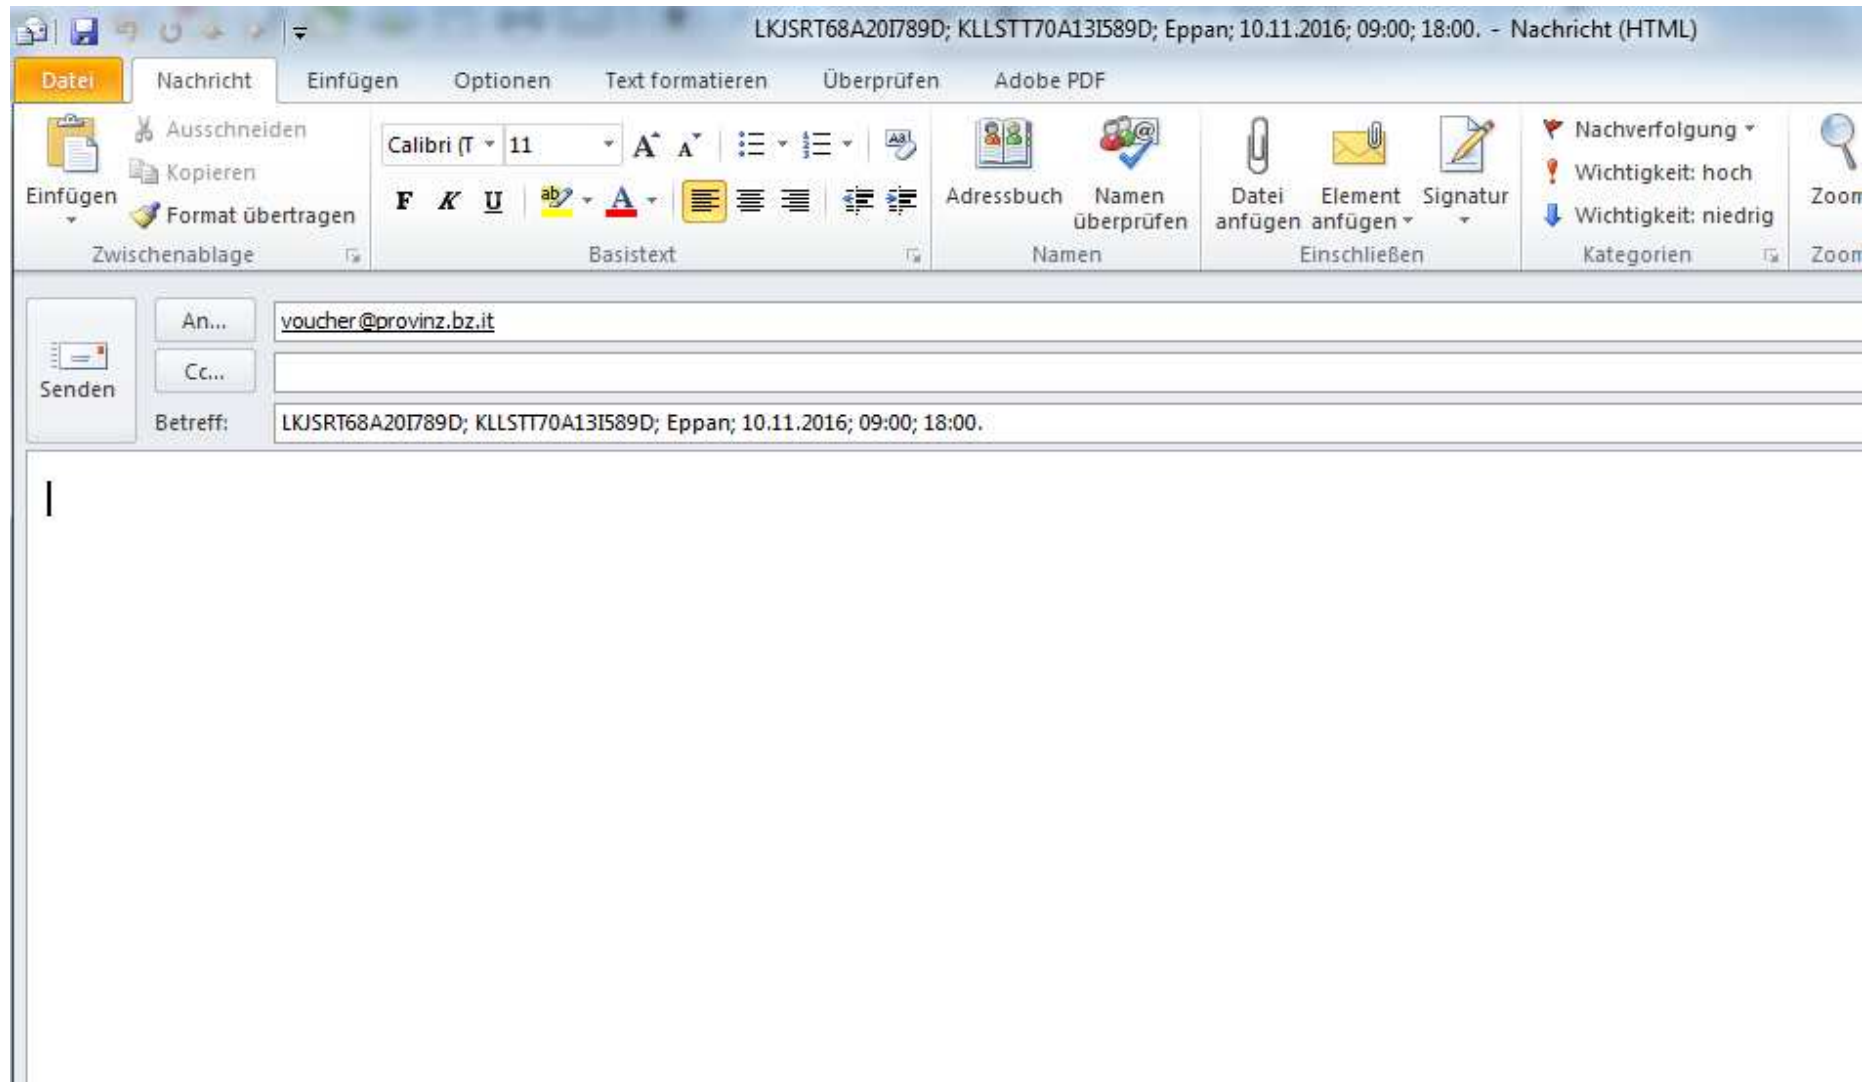 LKJSRT68A20I789D; KLLSTT70A13I589D; Eppan; 10.11.2016; 09:00; 18:00. - Nachricht (HTML)
Datei Nachricht Einfügen Optionen Text formatieren Überprüfen Adobe PDF
Einfügen
Ausschneiden
Kopieren
Format übertragen
Zwischenablage
Calibri (T 11
F K U
Basistext
Adressbuch
Namen überprüfen
Namen
Datei anfügen
Element anfügen
Signatur
Einschließen
Nachverfolgung
Wichtigkeit: hoch
Wichtigkeit: niedrig
Kategorien
Zoom
Zoom
Senden
An... voucher@provinz.bz.it
Cc...
Betreff: LKJSRT68A20I789D; KLLSTT70A13I589D; Eppan; 10.11.2016; 09:00; 18:00.